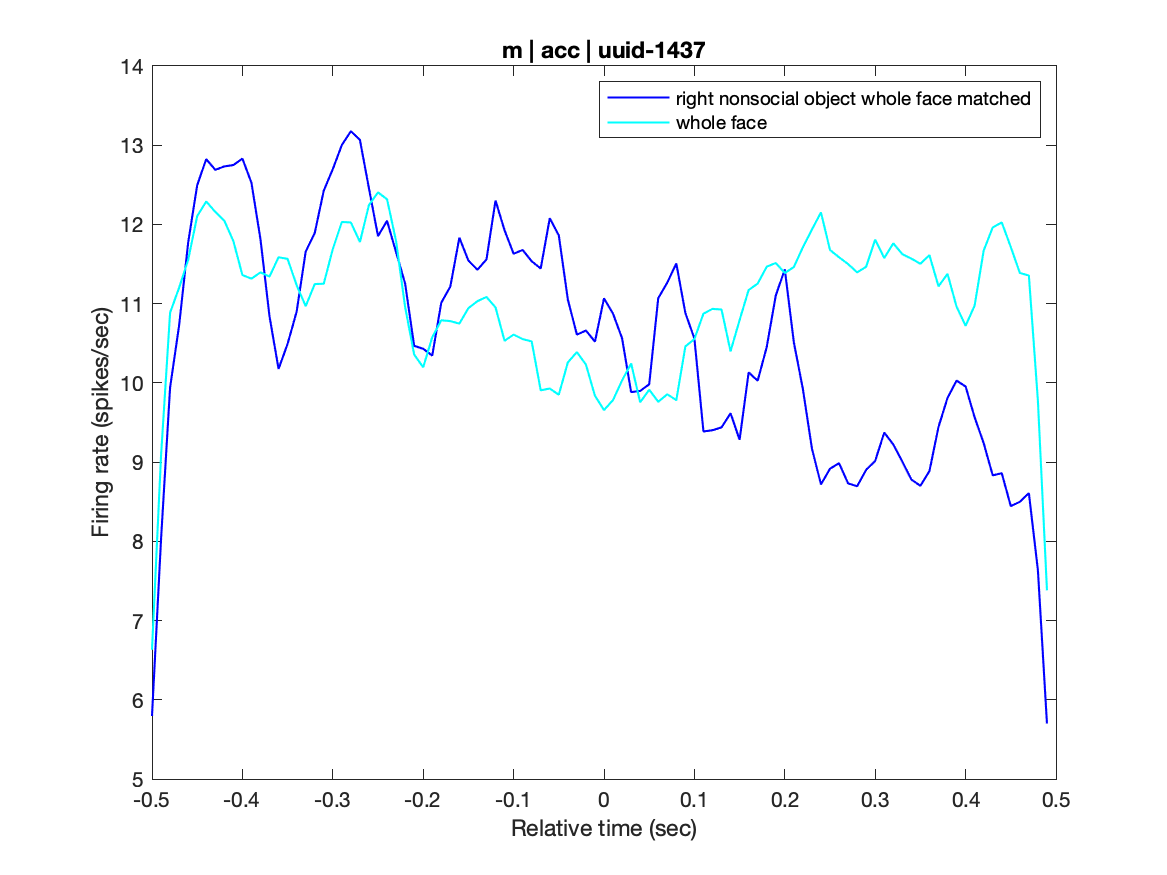 m | acc | uuid-1437
right nonsocial object whole face matched
whole face
Firing rate (spikes/sec)
14
13
12
11
10
9
8
7
6
5
-0.5 -0.4 -0.3 -0.2 -0.1 0 0.1 0.2 0.3 0.4 0.5
Relative time (sec)